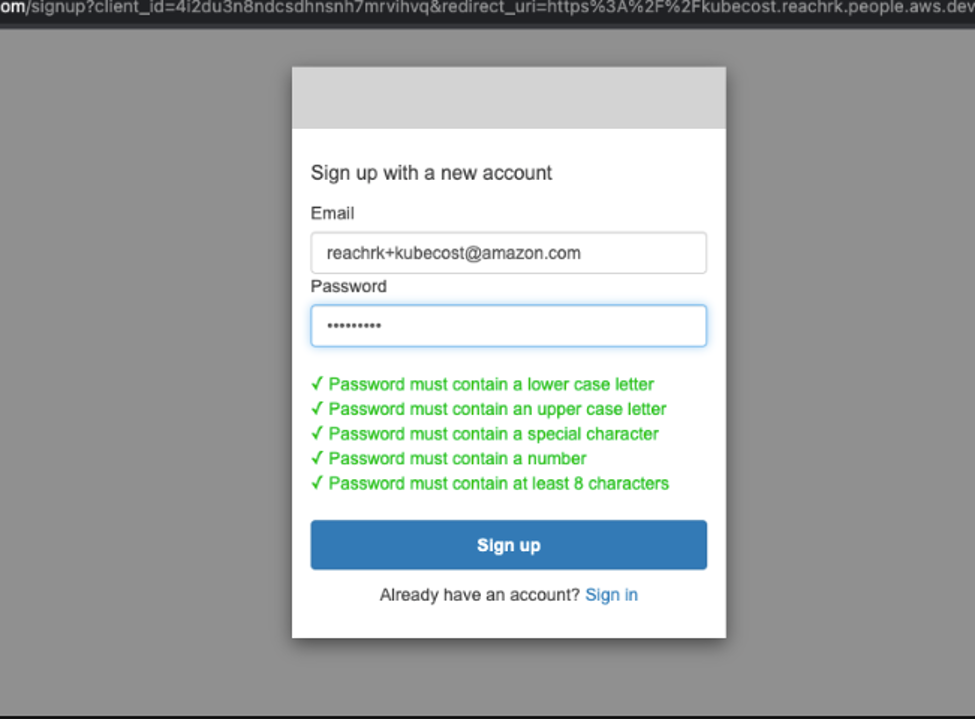 om/signup?client_id=4i2du3n8ndcsdhnsnh7mrvihvq&redirect_uri=https%3A%2F%2Fkubecost.reachrk.people.aws.dev
Sign up with a new account
Email
reachrk+kubecost@amazon.com
Password
•••••••••
✓ Password must contain a lower case letter
✓ Password must contain an upper case letter
✓ Password must contain a special character
✓ Password must contain a number
✓ Password must contain at least 8 characters
Sign up
Already have an account? Sign in